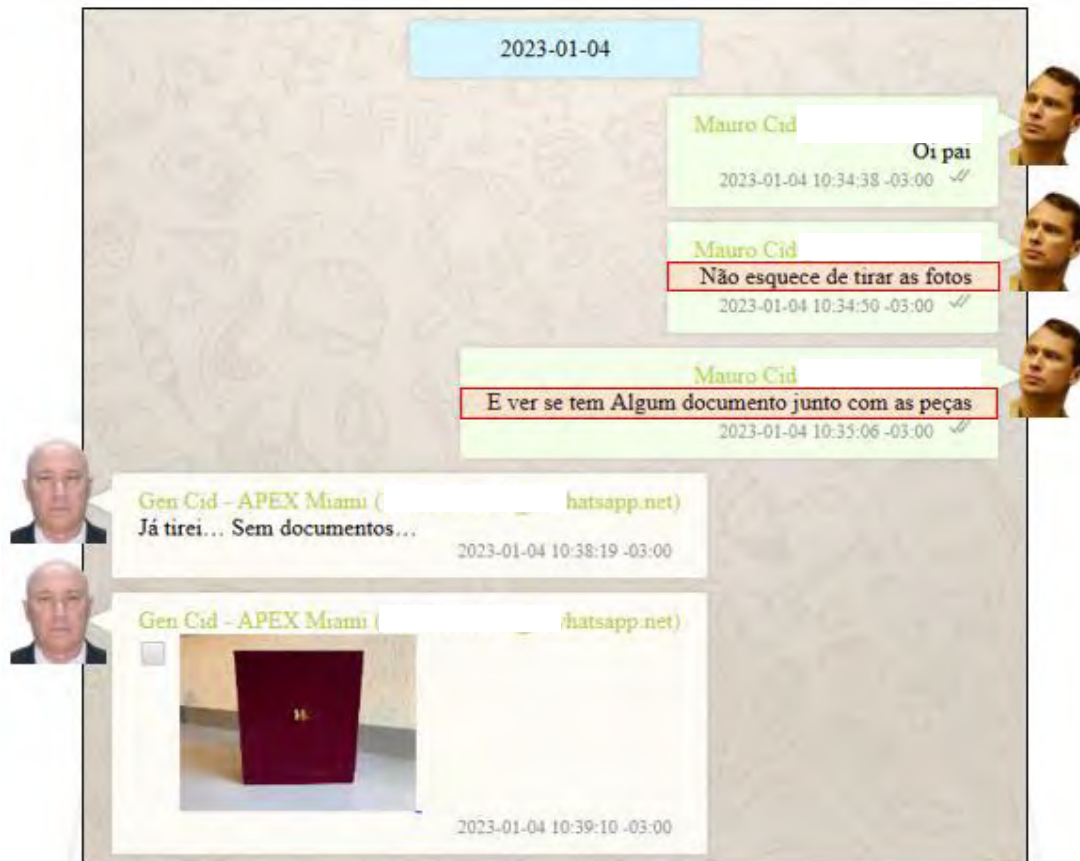 2023-01-04
Mauro Cid
Oi pai
2023-01-04 10:34:38 -03:00
Mauro Cid
Não esquece de tirar as fotos
2023-01-04 10:34:50 -03:00
Mauro Cid
E ver se tem Algum documento junto com as peças
2023-01-04 10:35:06 -03:00
Gen Cid - APEX Miami ( hatsapp.net)
Já tirei… Sem documentos…
2023-01-04 10:38:19 -03:00
Gen Cid - APEX Miami ( hatsapp.net)
2023-01-04 10:39:10 -03:00